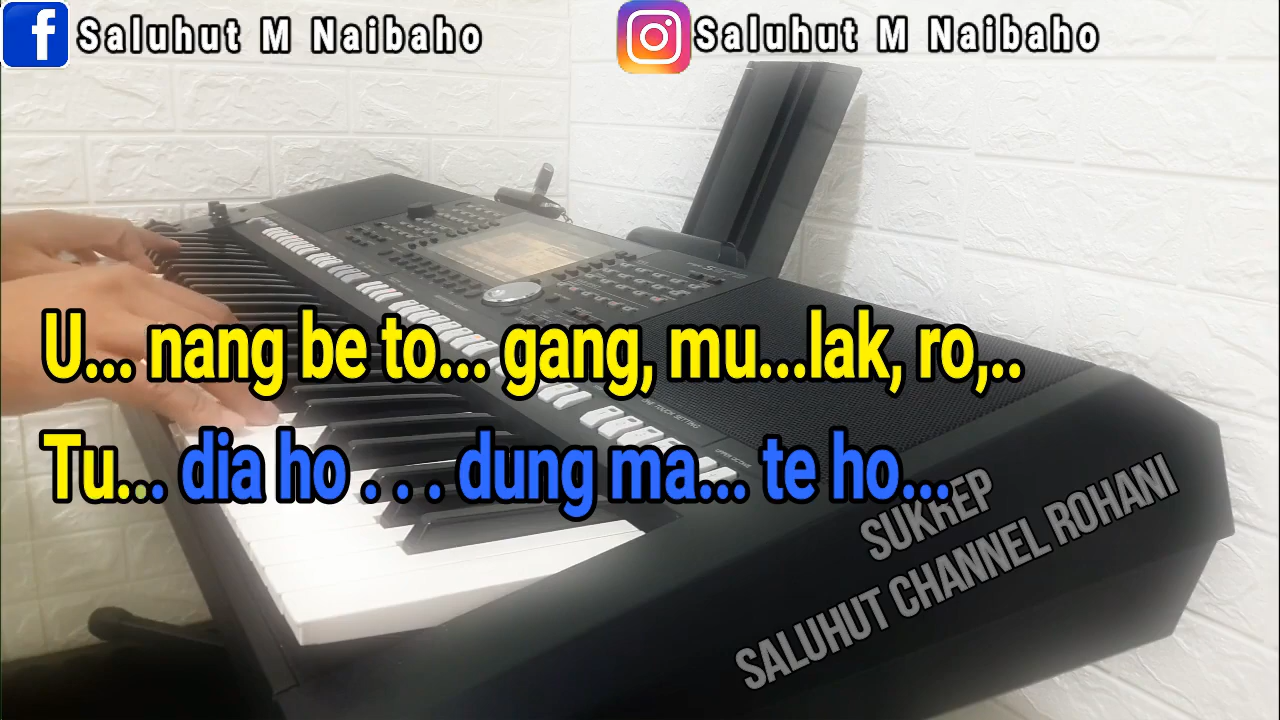 Saluhut M Naibaho
Saluhut M Naibaho
U... nang be to... gang, mu...lak, ro,..
Tu... dia ho . . . dung ma... te ho...
SUKREP
SALUHUT CHANNEL ROHANI